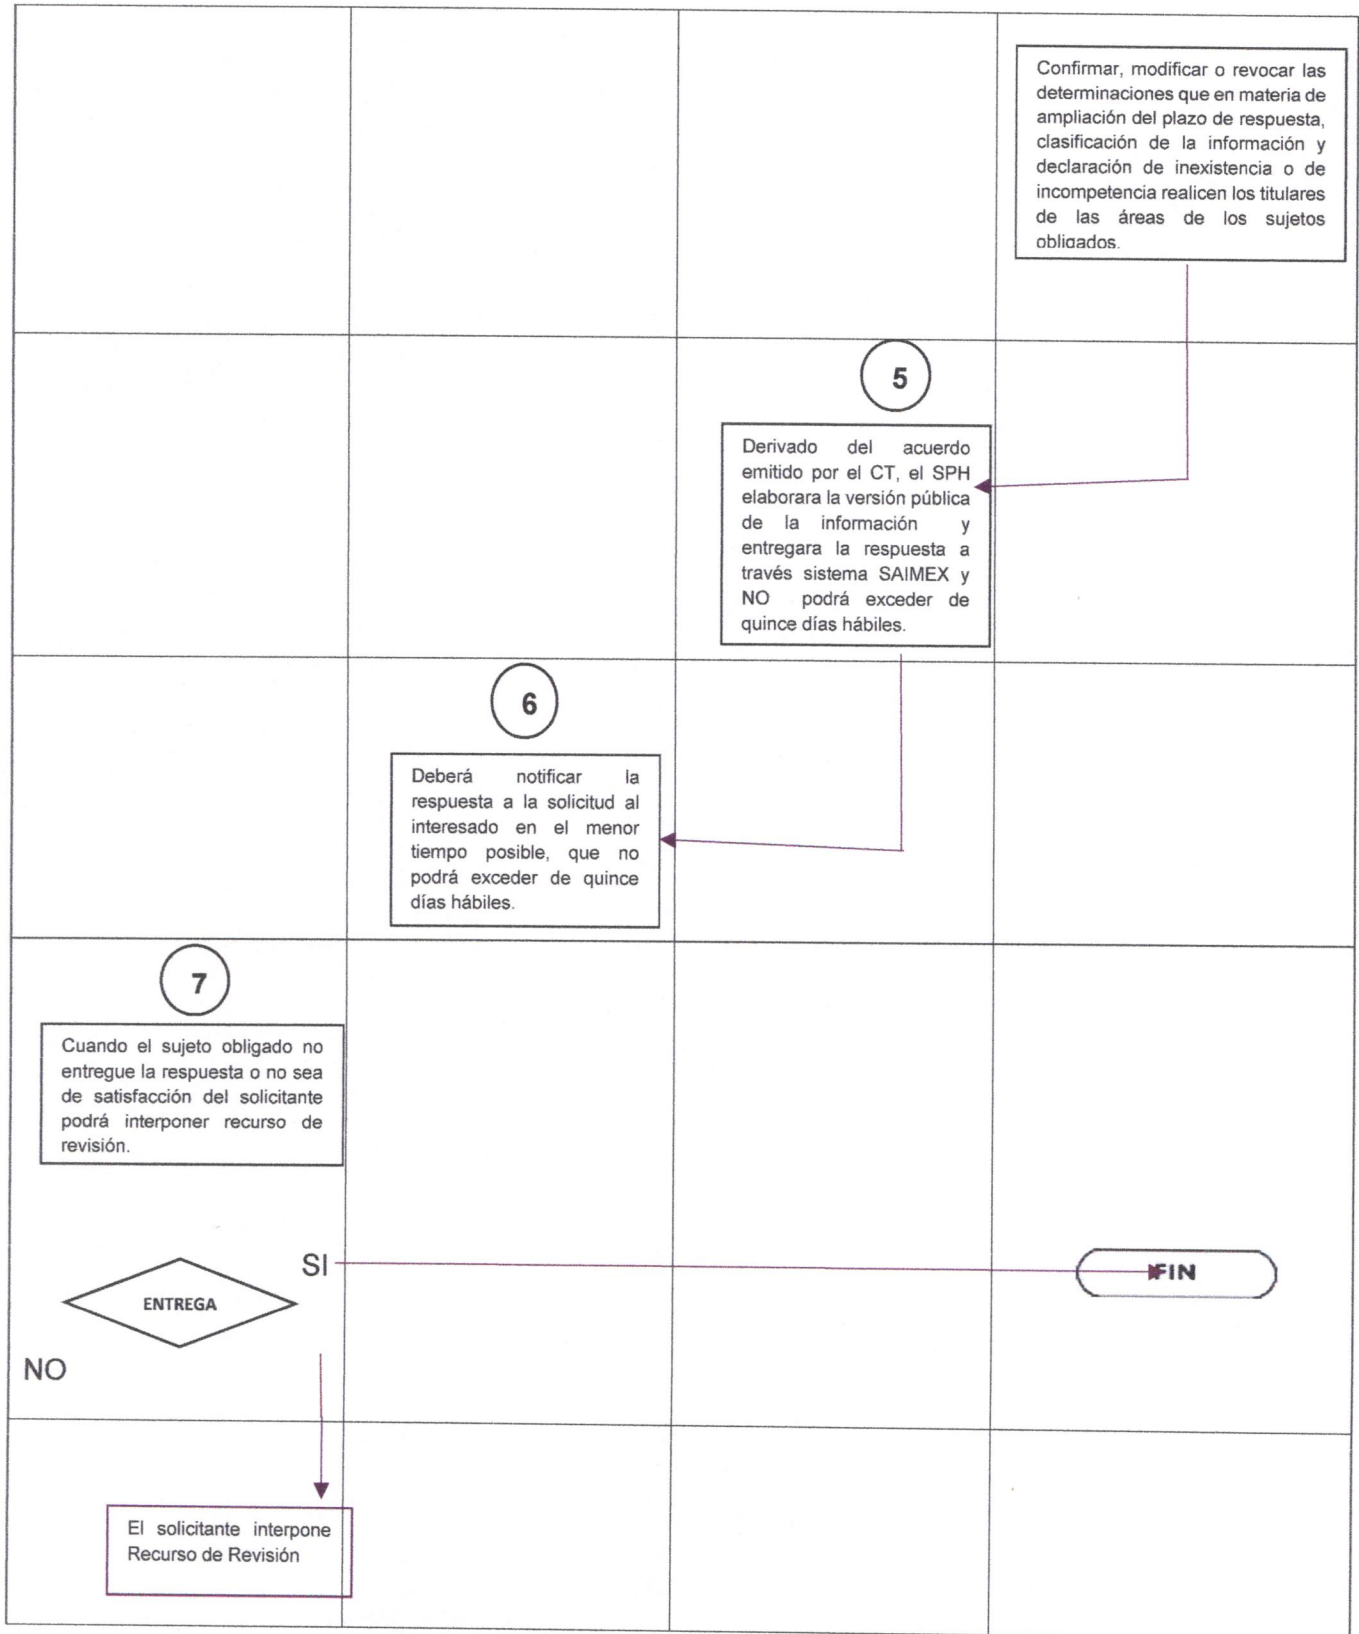 Confirmar, modificar o revocar las
determinaciones que en materia de
ampliación del plazo de respuesta,
clasificación de la información y
declaración de inexistencia o de
incompetencia realicen los titulares
de las áreas de los sujetos
obligados.
5
Derivado del acuerdo
emitido por el CT, el SPH
elaborara la versión pública
de la información y
entregara la respuesta a
través sistema SAIMEX y
NO podrá exceder de
quince días hábiles.
6
Deberá notificar la
respuesta a la solicitud al
interesado en el menor
tiempo posible, que no
podrá exceder de quince
días hábiles.
7
Cuando el sujeto obligado no
entregue la respuesta o no sea
de satisfacción del solicitante
podrá interponer recurso de
revisión.
SI
FIN
ENTREGA
NO
El solicitante interpone
Recurso de Revisión